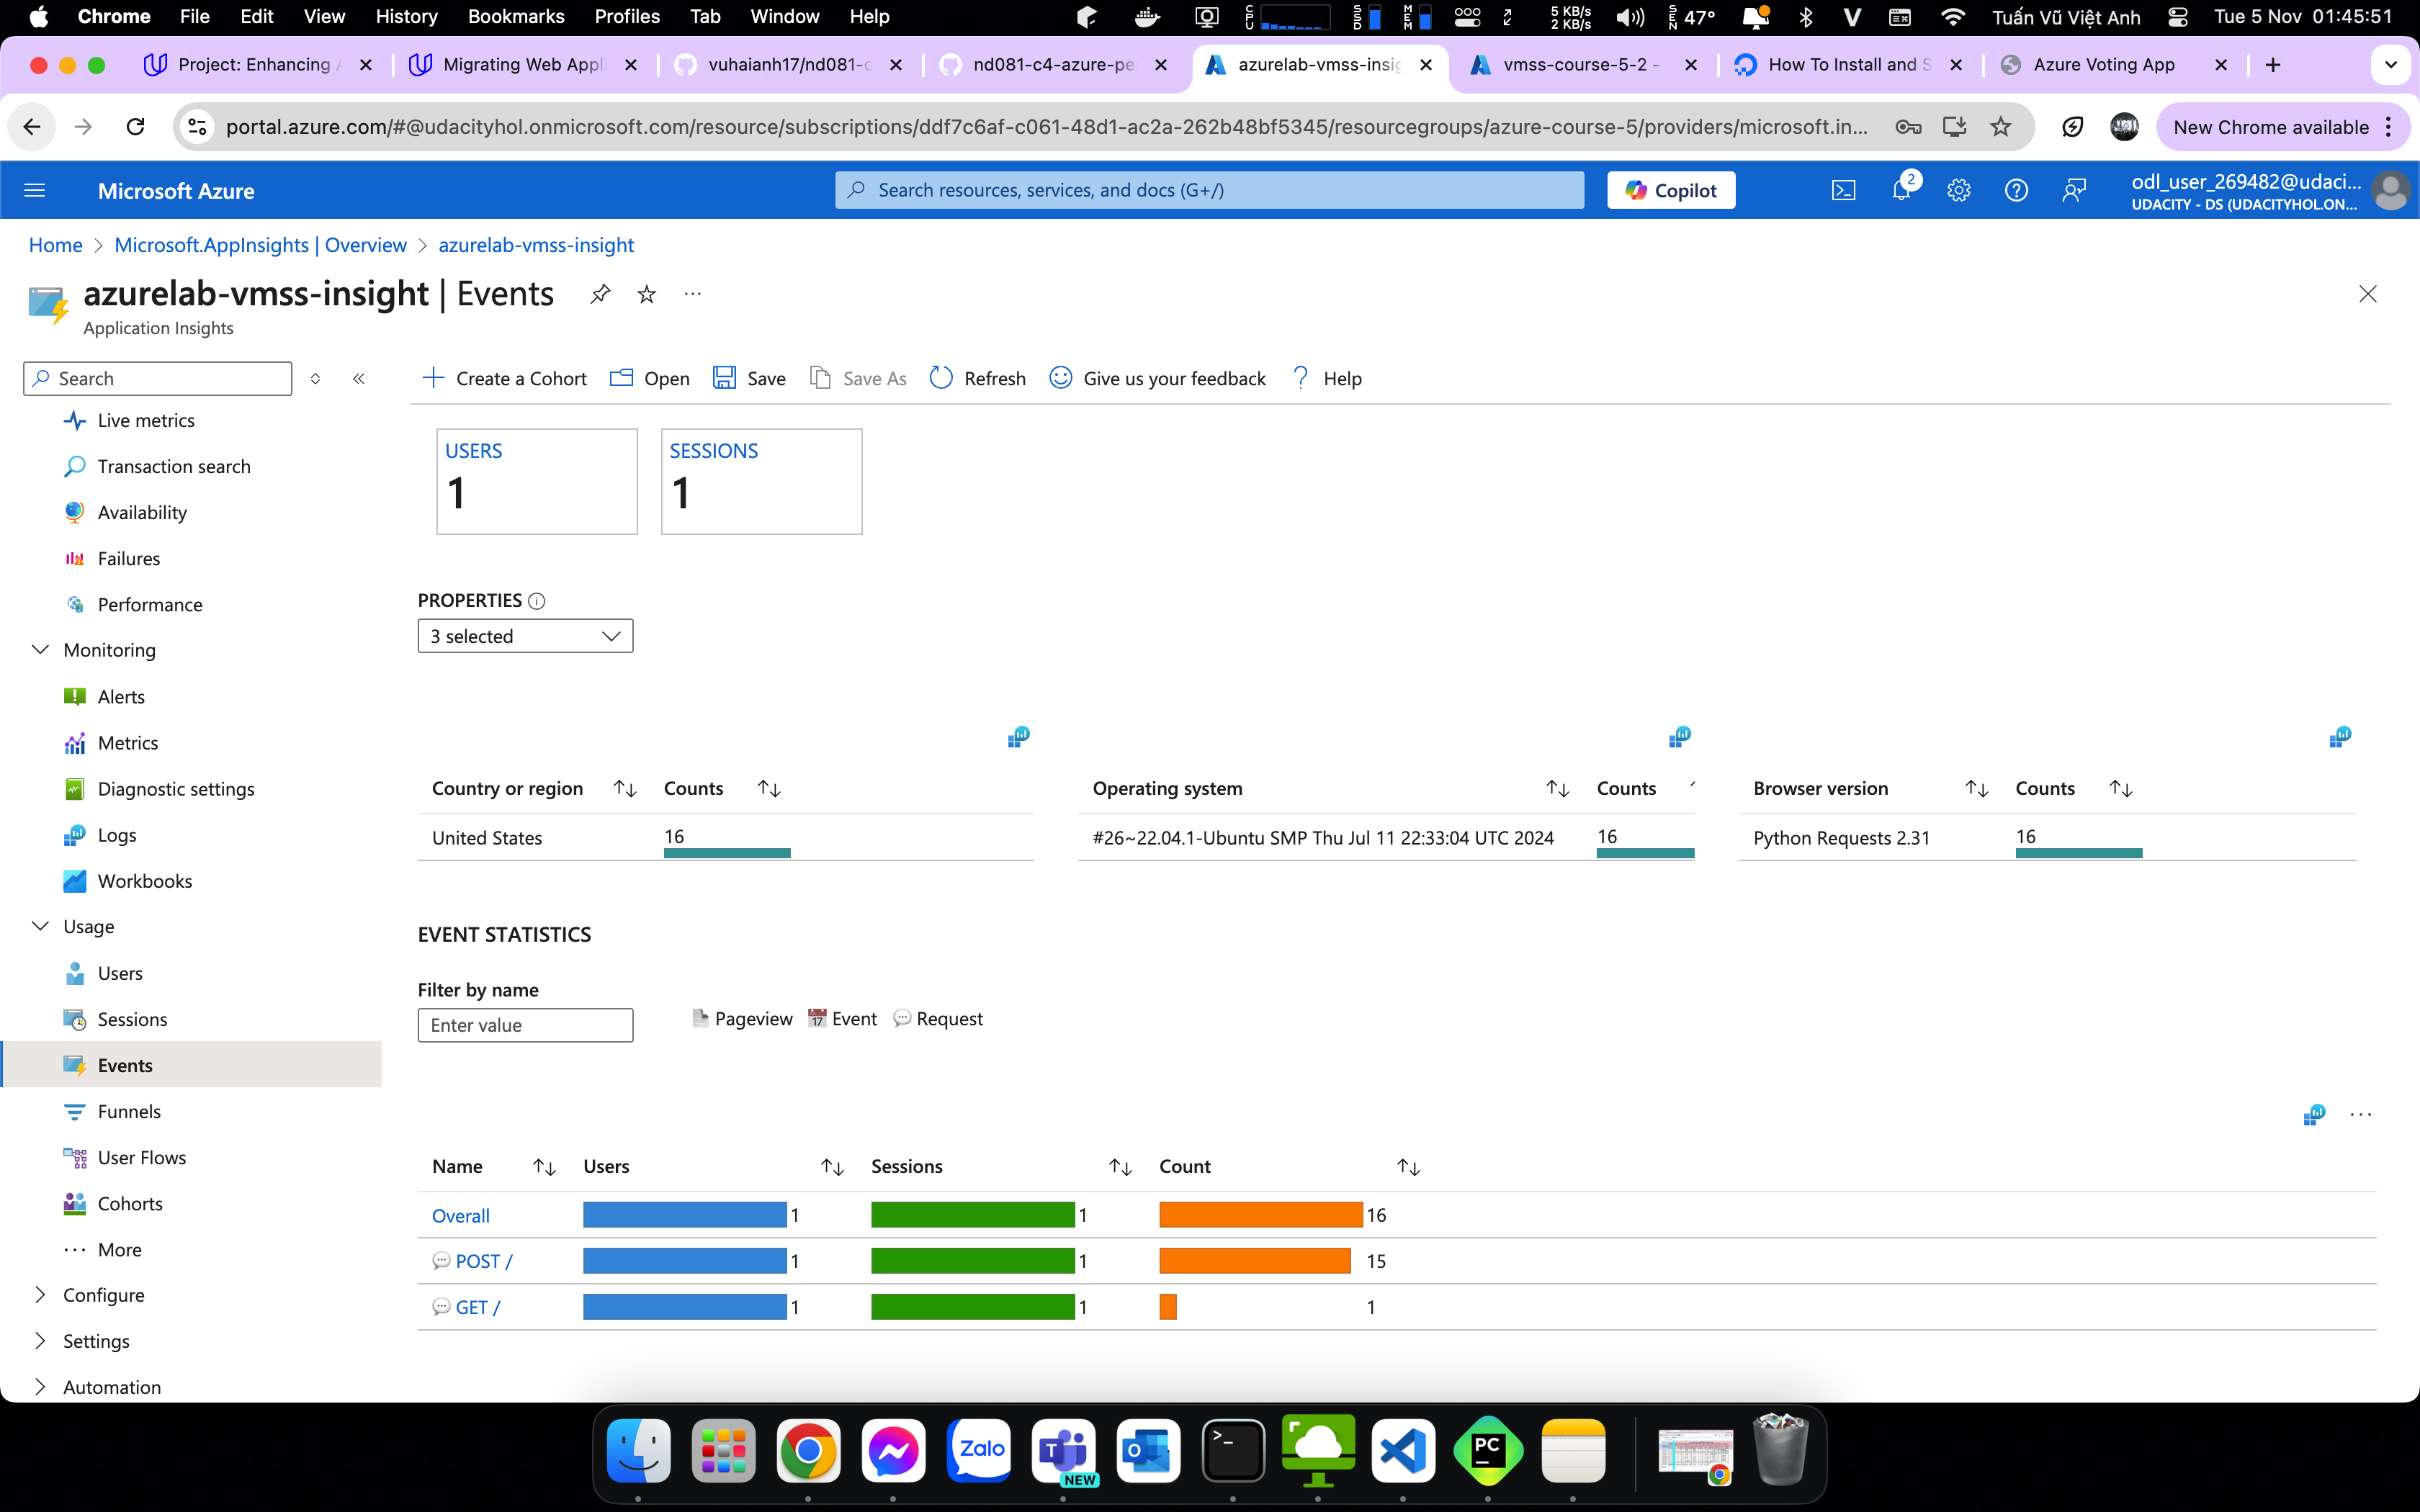 Chrome File Edit View History Bookmarks Profiles Tab Window Help CPU SSD MEM 5 KB/s 2 KB/s SEN 47° V Tuấn Vũ Việt Anh Tue 5 Nov 01:45:51
Project: Enhancing Migrating Web Appli vuhaianh17/nd081-c nd081-c4-azure-pe azurelab-vmss-insig vmss-course-5-2 - How To Install and S Azure Voting App
portal.azure.com/#@udacityhol.onmicrosoft.com/resource/subscriptions/ddf7c6af-c061-48d1-ac2a-262b48bf5345/resourcegroups/azure-course-5/providers/microsoft.in... New Chrome available
Microsoft Azure Search resources, services, and docs (G+/) Copilot 2 odl_user_269482@udaci...
UDACITY - DS (UDACITYHOL.ON...
Home > Microsoft.AppInsights | Overview > azurelab-vmss-insight
azurelab-vmss-insight | Events ...
Application Insights
Search
Create a Cohort Open Save Save As Refresh Give us your feedback ? Help
Live metrics
Transaction search
Availability
Failures
Performance
Monitoring
Alerts
Metrics
Diagnostic settings
Logs
Workbooks
Usage
Users
Sessions
Events
Funnels
User Flows
Cohorts
... More
Configure
Settings
Automation
USERS SESSIONS
1 1
PROPERTIES
3 selected
Country or region Counts Operating system Counts Browser version Counts
United States 16 #26~22.04.1-Ubuntu SMP Thu Jul 11 22:33:04 UTC 2024 16 Python Requests 2.31 16
EVENT STATISTICS
Filter by name
Enter value Pageview 17 Event Request
...
Name Users Sessions Count
Overall 1 1 16
POST / 1 1 15
GET / 1 1 1
Zalo T NEW O >_ PC